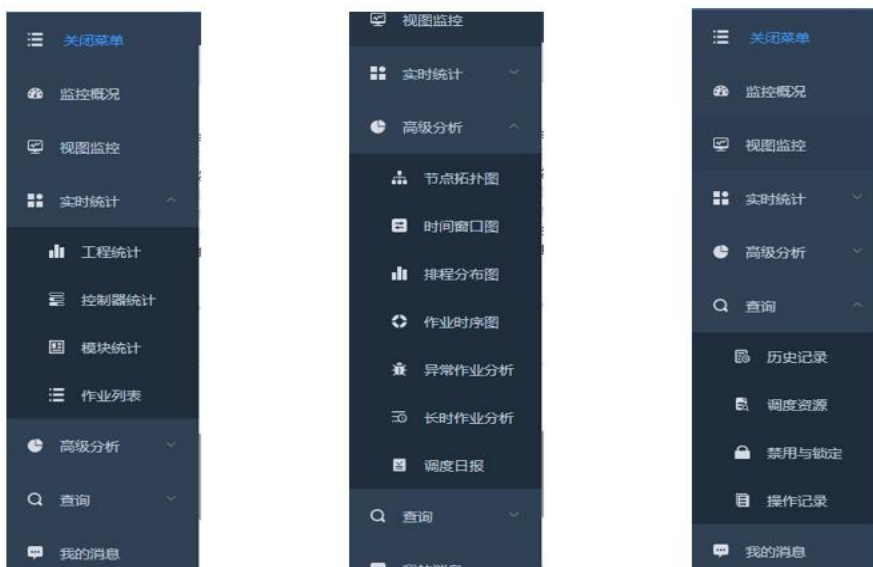 关闭菜单
监控概况
视图监控
实时统计
工程统计
控制器统计
模块统计
作业列表
高级分析
查询
我的消息
视图监控
实时统计
高级分析
节点拓扑图
时间窗口图
排程分布图
作业时序图
异常作业分析
长时作业分析
调度日报
查询
关闭菜单
监控概况
视图监控
实时统计
高级分析
查询
历史记录
调度资源
禁用与锁定
操作记录
我的消息